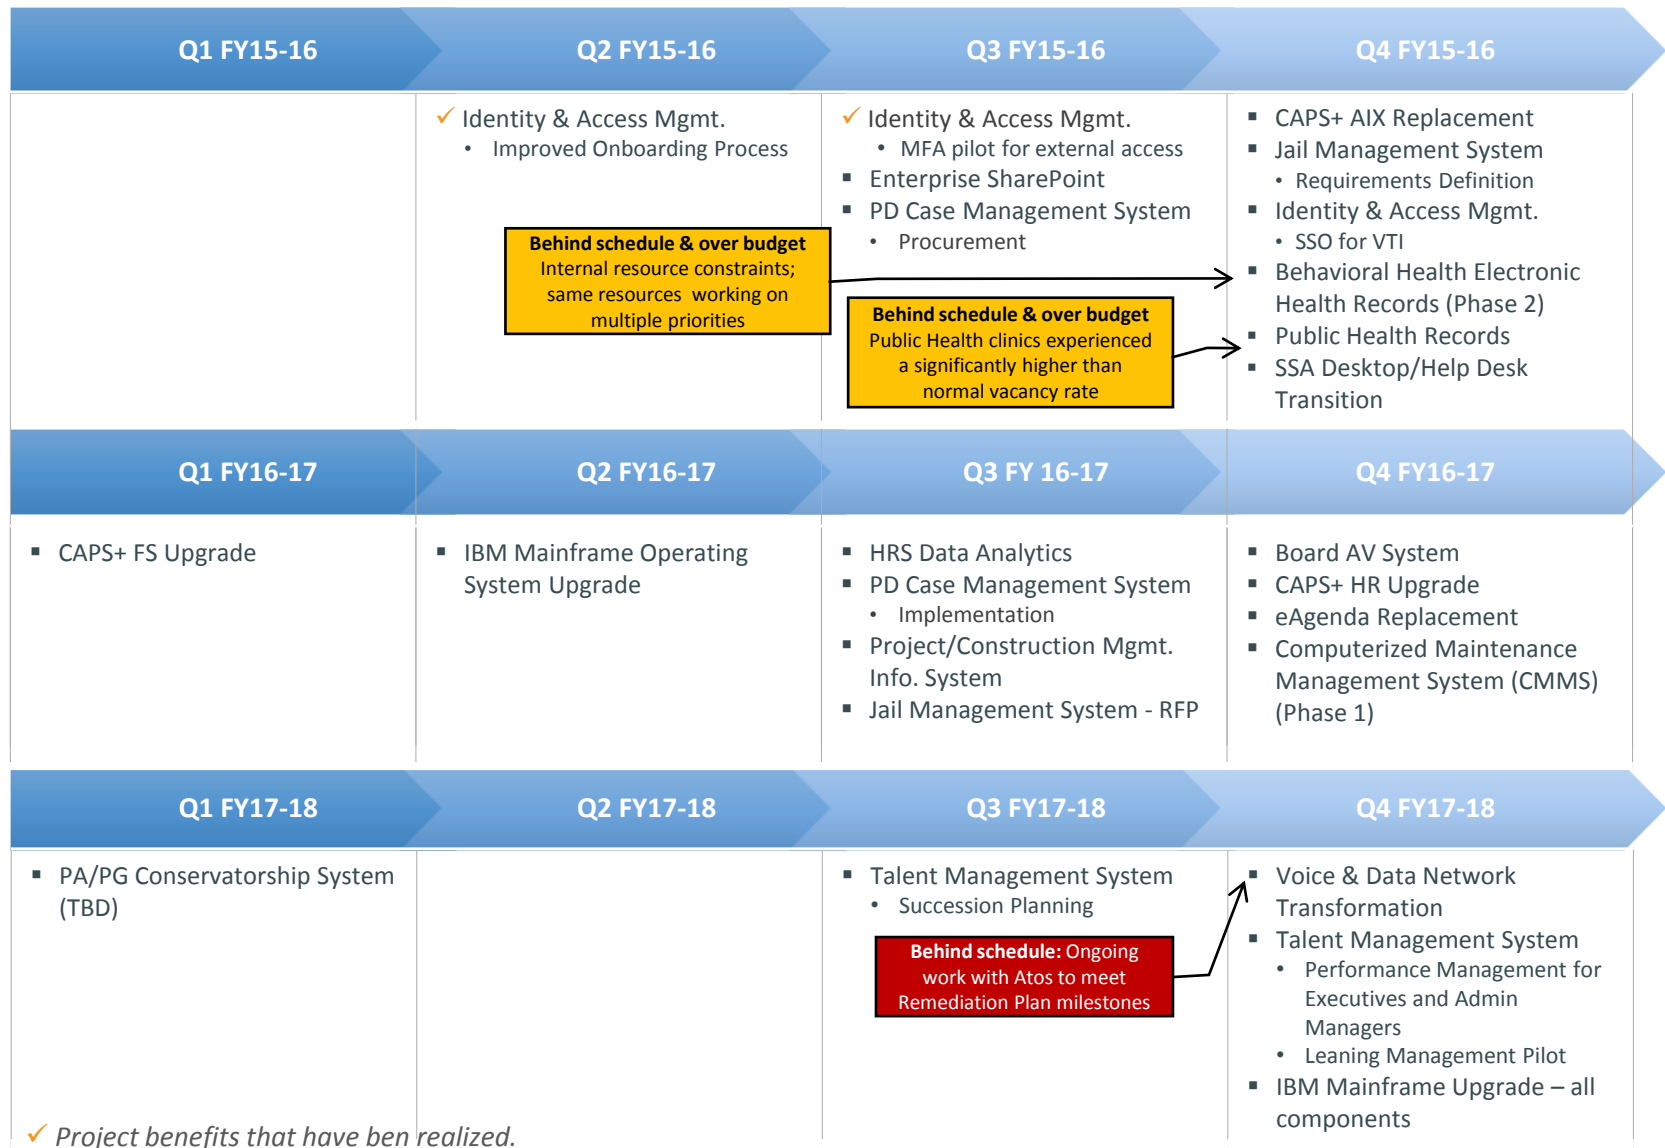 Q1 FY15-16
Q2 FY15-16
Q3 FY15-16
Q4 FY15-16
✓ Identity & Access Mgmt.
• Improved Onboarding Process
✓ Identity & Access Mgmt.
• MFA pilot for external access
▪ Enterprise SharePoint
▪ PD Case Management System
• Procurement
▪ CAPS+ AIX Replacement
▪ Jail Management System
• Requirements Definition
▪ Identity & Access Mgmt.
• SSO for VTI
▪ Behavioral Health Electronic
Health Records (Phase 2)
▪ Public Health Records
▪ SSA Desktop/Help Desk
Transition
Behind schedule & over budget
Internal resource constraints;
same resources working on
multiple priorities
Behind schedule & over budget
Public Health clinics experienced
a significantly higher than
normal vacancy rate
Q1 FY16-17
Q2 FY16-17
Q3 FY 16-17
Q4 FY16-17
▪ CAPS+ FS Upgrade
▪ IBM Mainframe Operating
System Upgrade
▪ HRS Data Analytics
▪ PD Case Management System
• Implementation
▪ Project/Construction Mgmt.
Info. System
▪ Jail Management System - RFP
▪ Board AV System
▪ CAPS+ HR Upgrade
▪ eAgenda Replacement
▪ Computerized Maintenance
Management System (CMMS)
(Phase 1)
Q1 FY17-18
Q2 FY17-18
Q3 FY17-18
Q4 FY17-18
▪ PA/PG Conservatorship System
(TBD)
▪ Talent Management System
• Succession Planning
Behind schedule: Ongoing
work with Atos to meet
Remediation Plan milestones
▪ Voice & Data Network
Transformation
▪ Talent Management System
• Performance Management for
Executives and Admin
Managers
• Leaning Management Pilot
▪ IBM Mainframe Upgrade – all
components
✓ Project benefits that have ben realized.